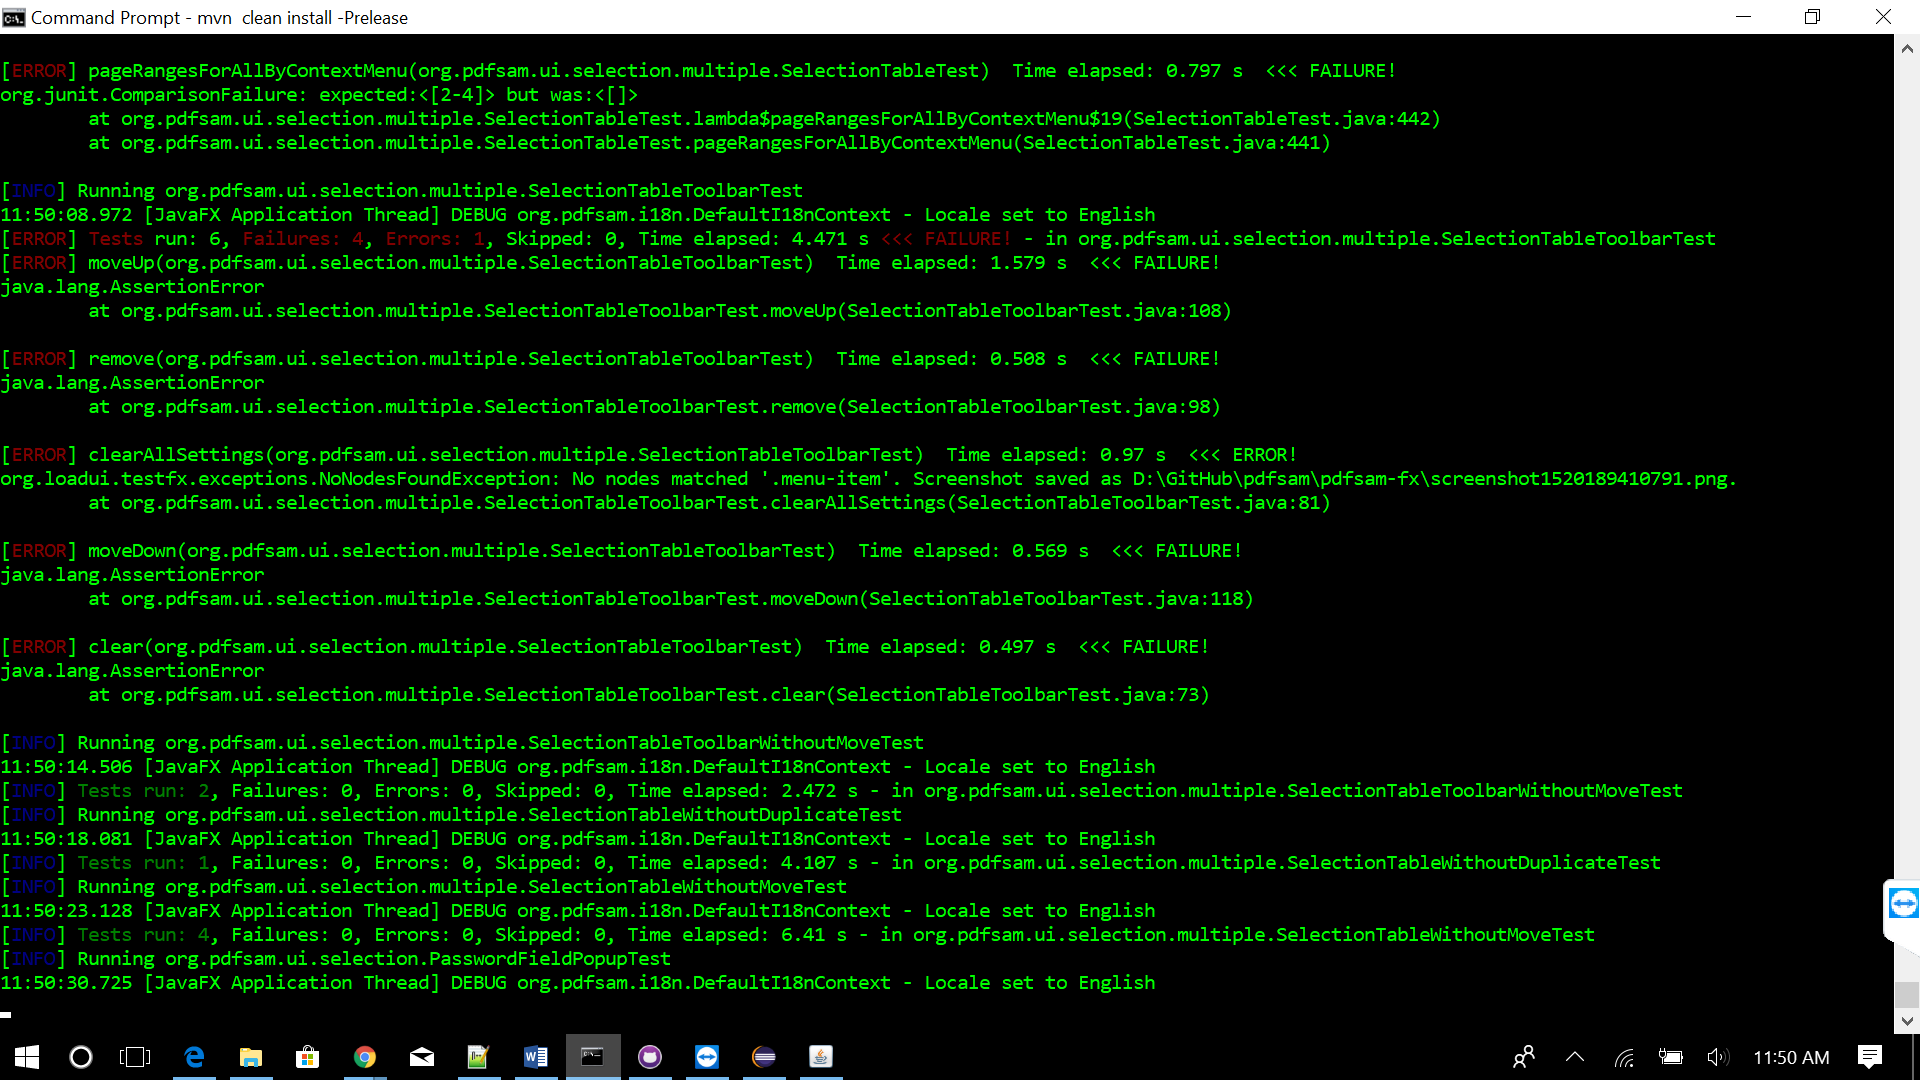 Command Prompt - mvn  clean install -Prelease
[ERROR] pageRangesForAllByContextMenu(org.pdfsam.ui.selection.multiple.SelectionTableTest)  Time elapsed: 0.797 s  <<< FAILURE!
org.junit.ComparisonFailure: expected:<[2-4]> but was:<[]>
        at org.pdfsam.ui.selection.multiple.SelectionTableTest.lambda$pageRangesForAllByContextMenu$19(SelectionTableTest.java:442)
        at org.pdfsam.ui.selection.multiple.SelectionTableTest.pageRangesForAllByContextMenu(SelectionTableTest.java:441)
[INFO] Running org.pdfsam.ui.selection.multiple.SelectionTableToolbarTest
11:50:08.972 [JavaFX Application Thread] DEBUG org.pdfsam.i18n.DefaultI18nContext - Locale set to English
[ERROR] Tests run: 6, Failures: 4, Errors: 1, Skipped: 0, Time elapsed: 4.471 s <<< FAILURE! - in org.pdfsam.ui.selection.multiple.SelectionTableToolbarTest
[ERROR] moveUp(org.pdfsam.ui.selection.multiple.SelectionTableToolbarTest)  Time elapsed: 1.579 s  <<< FAILURE!
java.lang.AssertionError
        at org.pdfsam.ui.selection.multiple.SelectionTableToolbarTest.moveUp(SelectionTableToolbarTest.java:108)
[ERROR] remove(org.pdfsam.ui.selection.multiple.SelectionTableToolbarTest)  Time elapsed: 0.508 s  <<< FAILURE!
java.lang.AssertionError
        at org.pdfsam.ui.selection.multiple.SelectionTableToolbarTest.remove(SelectionTableToolbarTest.java:98)
[ERROR] clearAllSettings(org.pdfsam.ui.selection.multiple.SelectionTableToolbarTest)  Time elapsed: 0.97 s  <<< ERROR!
org.loadui.testfx.exceptions.NoNodesFoundException: No nodes matched '.menu-item'. Screenshot saved as D:\GitHub\pdfsam\pdfsam-fx\screenshot1520189410791.png.
        at org.pdfsam.ui.selection.multiple.SelectionTableToolbarTest.clearAllSettings(SelectionTableToolbarTest.java:81)
[ERROR] moveDown(org.pdfsam.ui.selection.multiple.SelectionTableToolbarTest)  Time elapsed: 0.569 s  <<< FAILURE!
java.lang.AssertionError
        at org.pdfsam.ui.selection.multiple.SelectionTableToolbarTest.moveDown(SelectionTableToolbarTest.java:118)
[ERROR] clear(org.pdfsam.ui.selection.multiple.SelectionTableToolbarTest)  Time elapsed: 0.497 s  <<< FAILURE!
java.lang.AssertionError
        at org.pdfsam.ui.selection.multiple.SelectionTableToolbarTest.clear(SelectionTableToolbarTest.java:73)
[INFO] Running org.pdfsam.ui.selection.multiple.SelectionTableToolbarWithoutMoveTest
11:50:14.506 [JavaFX Application Thread] DEBUG org.pdfsam.i18n.DefaultI18nContext - Locale set to English
[INFO] Tests run: 2, Failures: 0, Errors: 0, Skipped: 0, Time elapsed: 2.472 s - in org.pdfsam.ui.selection.multiple.SelectionTableToolbarWithoutMoveTest
[INFO] Running org.pdfsam.ui.selection.multiple.SelectionTableWithoutDuplicateTest
11:50:18.081 [JavaFX Application Thread] DEBUG org.pdfsam.i18n.DefaultI18nContext - Locale set to English
[INFO] Tests run: 1, Failures: 0, Errors: 0, Skipped: 0, Time elapsed: 4.107 s - in org.pdfsam.ui.selection.multiple.SelectionTableWithoutDuplicateTest
[INFO] Running org.pdfsam.ui.selection.multiple.SelectionTableWithoutMoveTest
11:50:23.128 [JavaFX Application Thread] DEBUG org.pdfsam.i18n.DefaultI18nContext - Locale set to English
[INFO] Tests run: 4, Failures: 0, Errors: 0, Skipped: 0, Time elapsed: 6.41 s - in org.pdfsam.ui.selection.multiple.SelectionTableWithoutMoveTest
[INFO] Running org.pdfsam.ui.selection.PasswordFieldPopupTest
11:50:30.725 [JavaFX Application Thread] DEBUG org.pdfsam.i18n.DefaultI18nContext - Locale set to English
11:50 AM